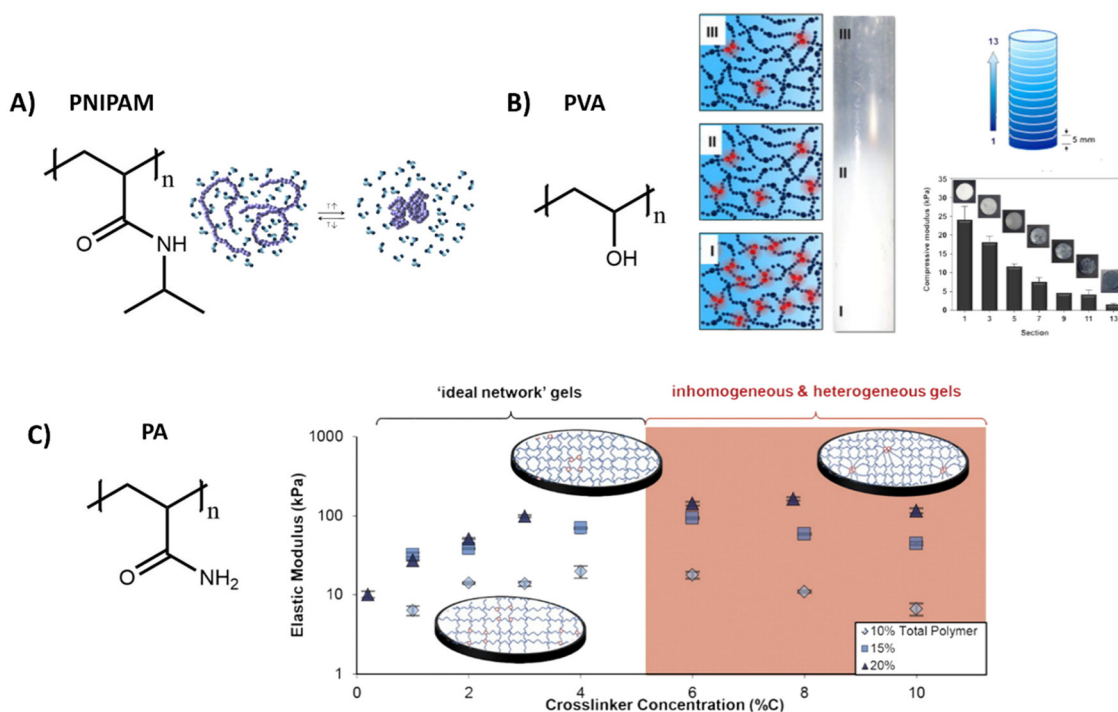 A) PNIPAM
n
O
NH
T↑
T↓
B) PVA
n
OH
III
II
I
III
II
I
13
1
5 mm
Compressive modulus (kPa)
35
30
25
20
15
10
5
0
1 3 5 7 9 11 13
Section
C) PA
n
O
NH2
'ideal network' gels
inhomogeneous & heterogeneous gels
Elastic Modulus (kPa)
1000
100
10
1
0 2 4 6 8 10
Crosslinker Concentration (%C)
10% Total Polymer
15%
20%